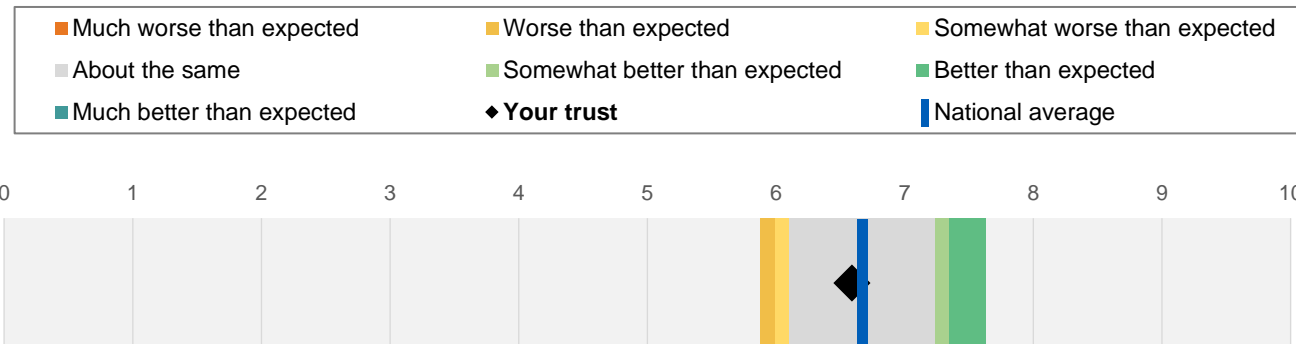 Much worse than expected Worse than expected Somewhat worse than expected
About the same Somewhat better than expected Better than expected
Much better than expected Your trust National average
0 1 2 3 4 5 6 7 8 9 10